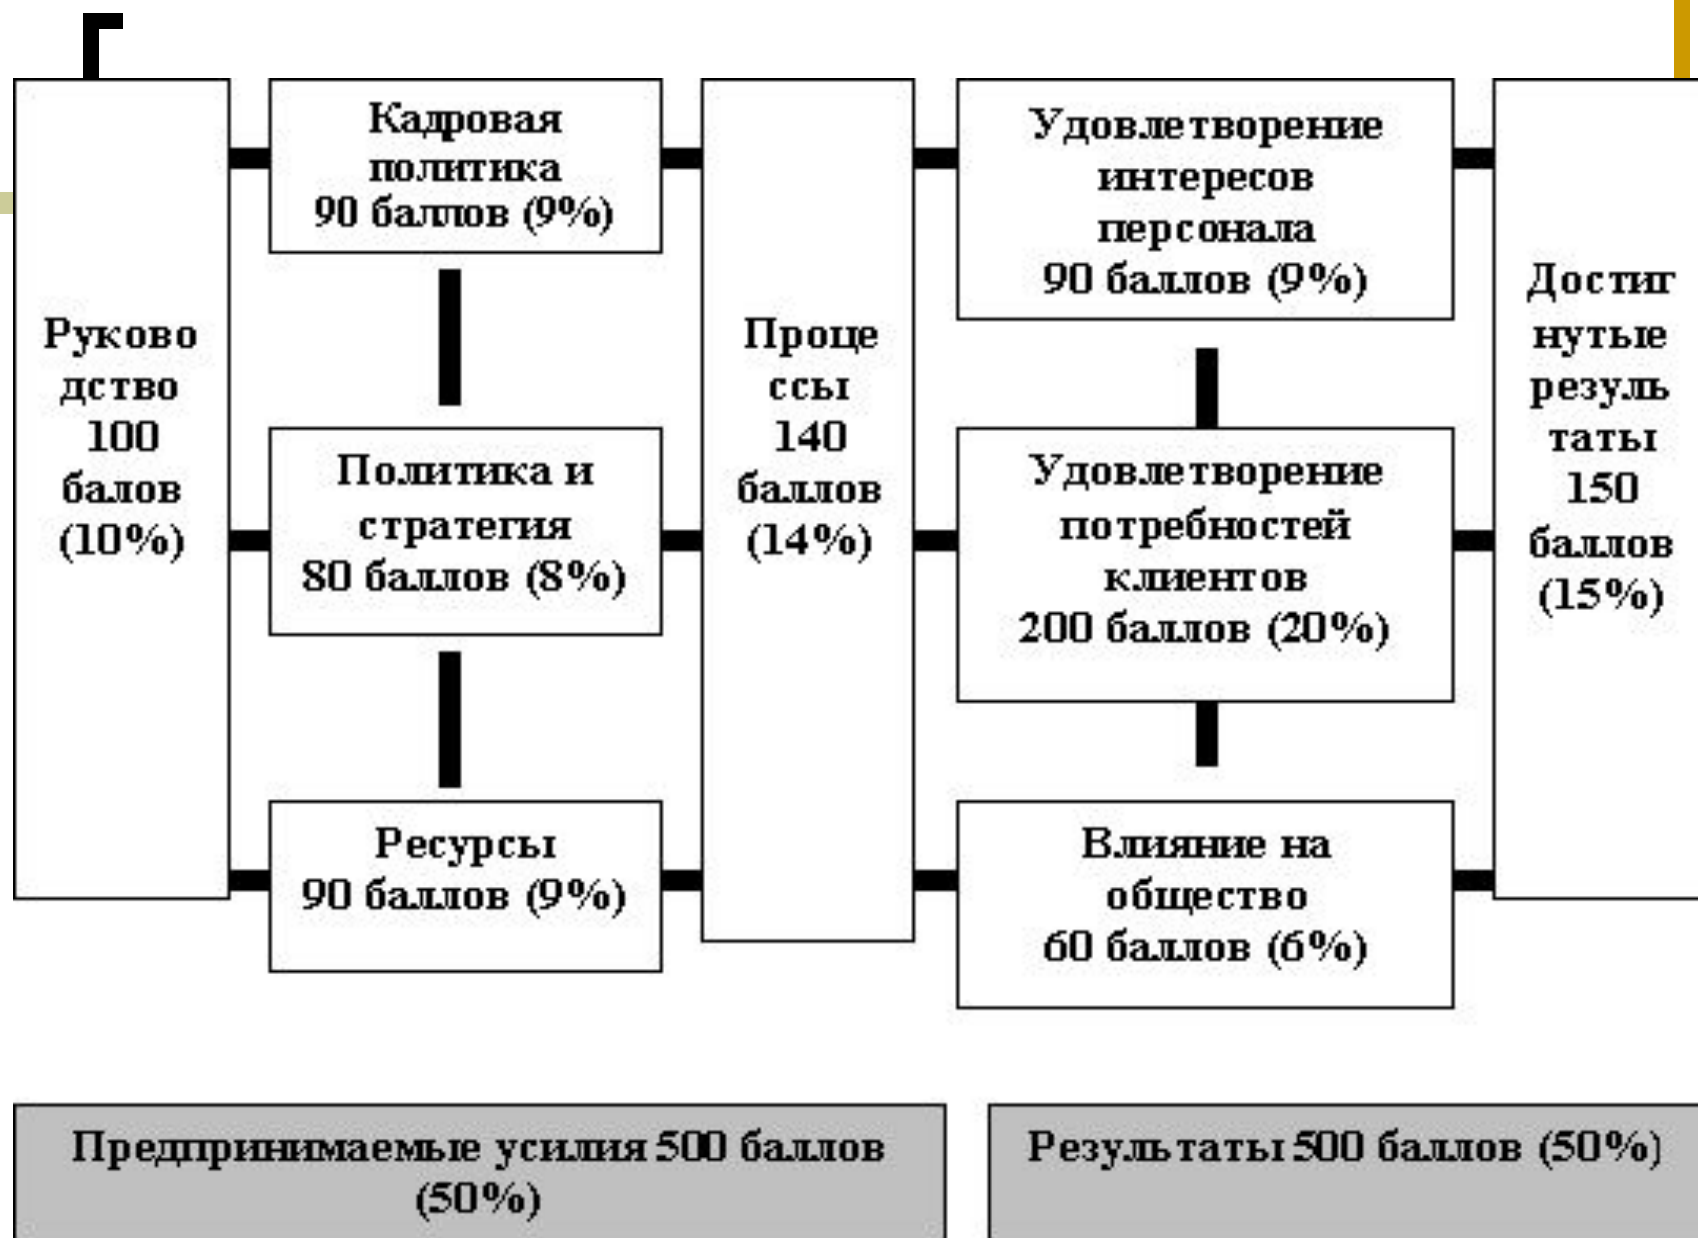 Руково
дство
100
балов
(10%)
Кадровая
политика
90 баллов (9%)
Политика и
стратегия
80 баллов (8%)
Ресурсы
90 баллов (9%)
Проце
ссы
140
баллов
(14%)
Удовлетворение
интересов
персонала
90 баллов (9%)
Удовлетворение
потребностей
клиентов
200 баллов (20%)
Влияние на
общество
60 баллов (6%)
Достиг
нутые
резуль
таты
150
баллов
(15%)
Предпринимаемые усилия 500 баллов
(50%)
Результаты 500 баллов (50%)